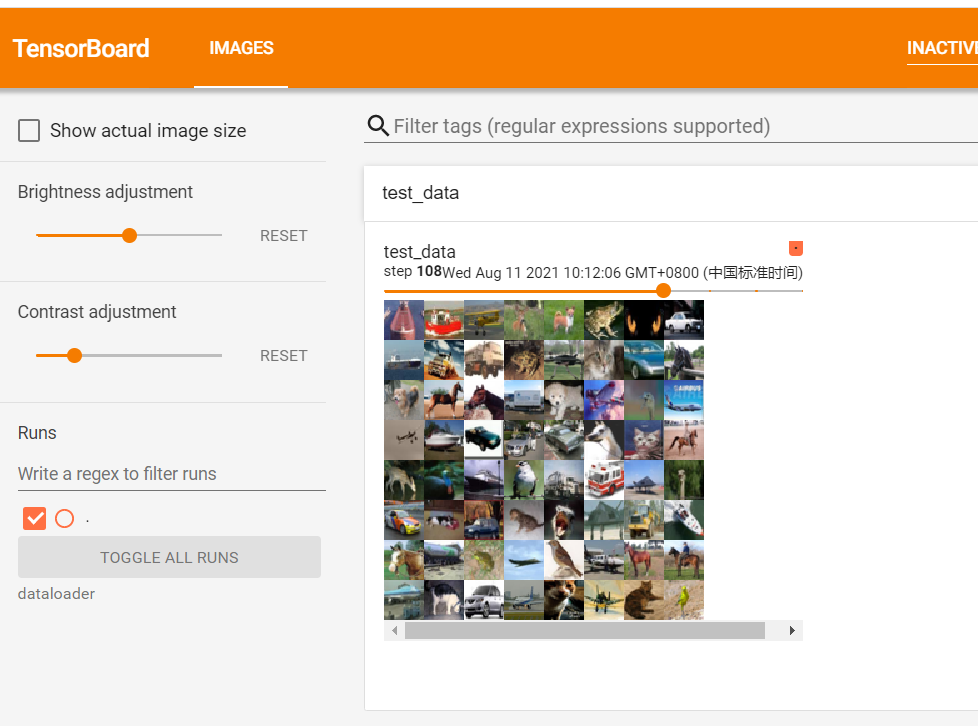 TensorBoard IMAGES INACTIVE
Show actual image size
Filter tags (regular expressions supported)
Brightness adjustment
RESET
test_data
test_data
step 108 Wed Aug 11 2021 10:12:06 GMT+0800 (中国标准时间)
Contrast adjustment
RESET
Runs
Write a regex to filter runs
.
TOGGLE ALL RUNS
dataloader